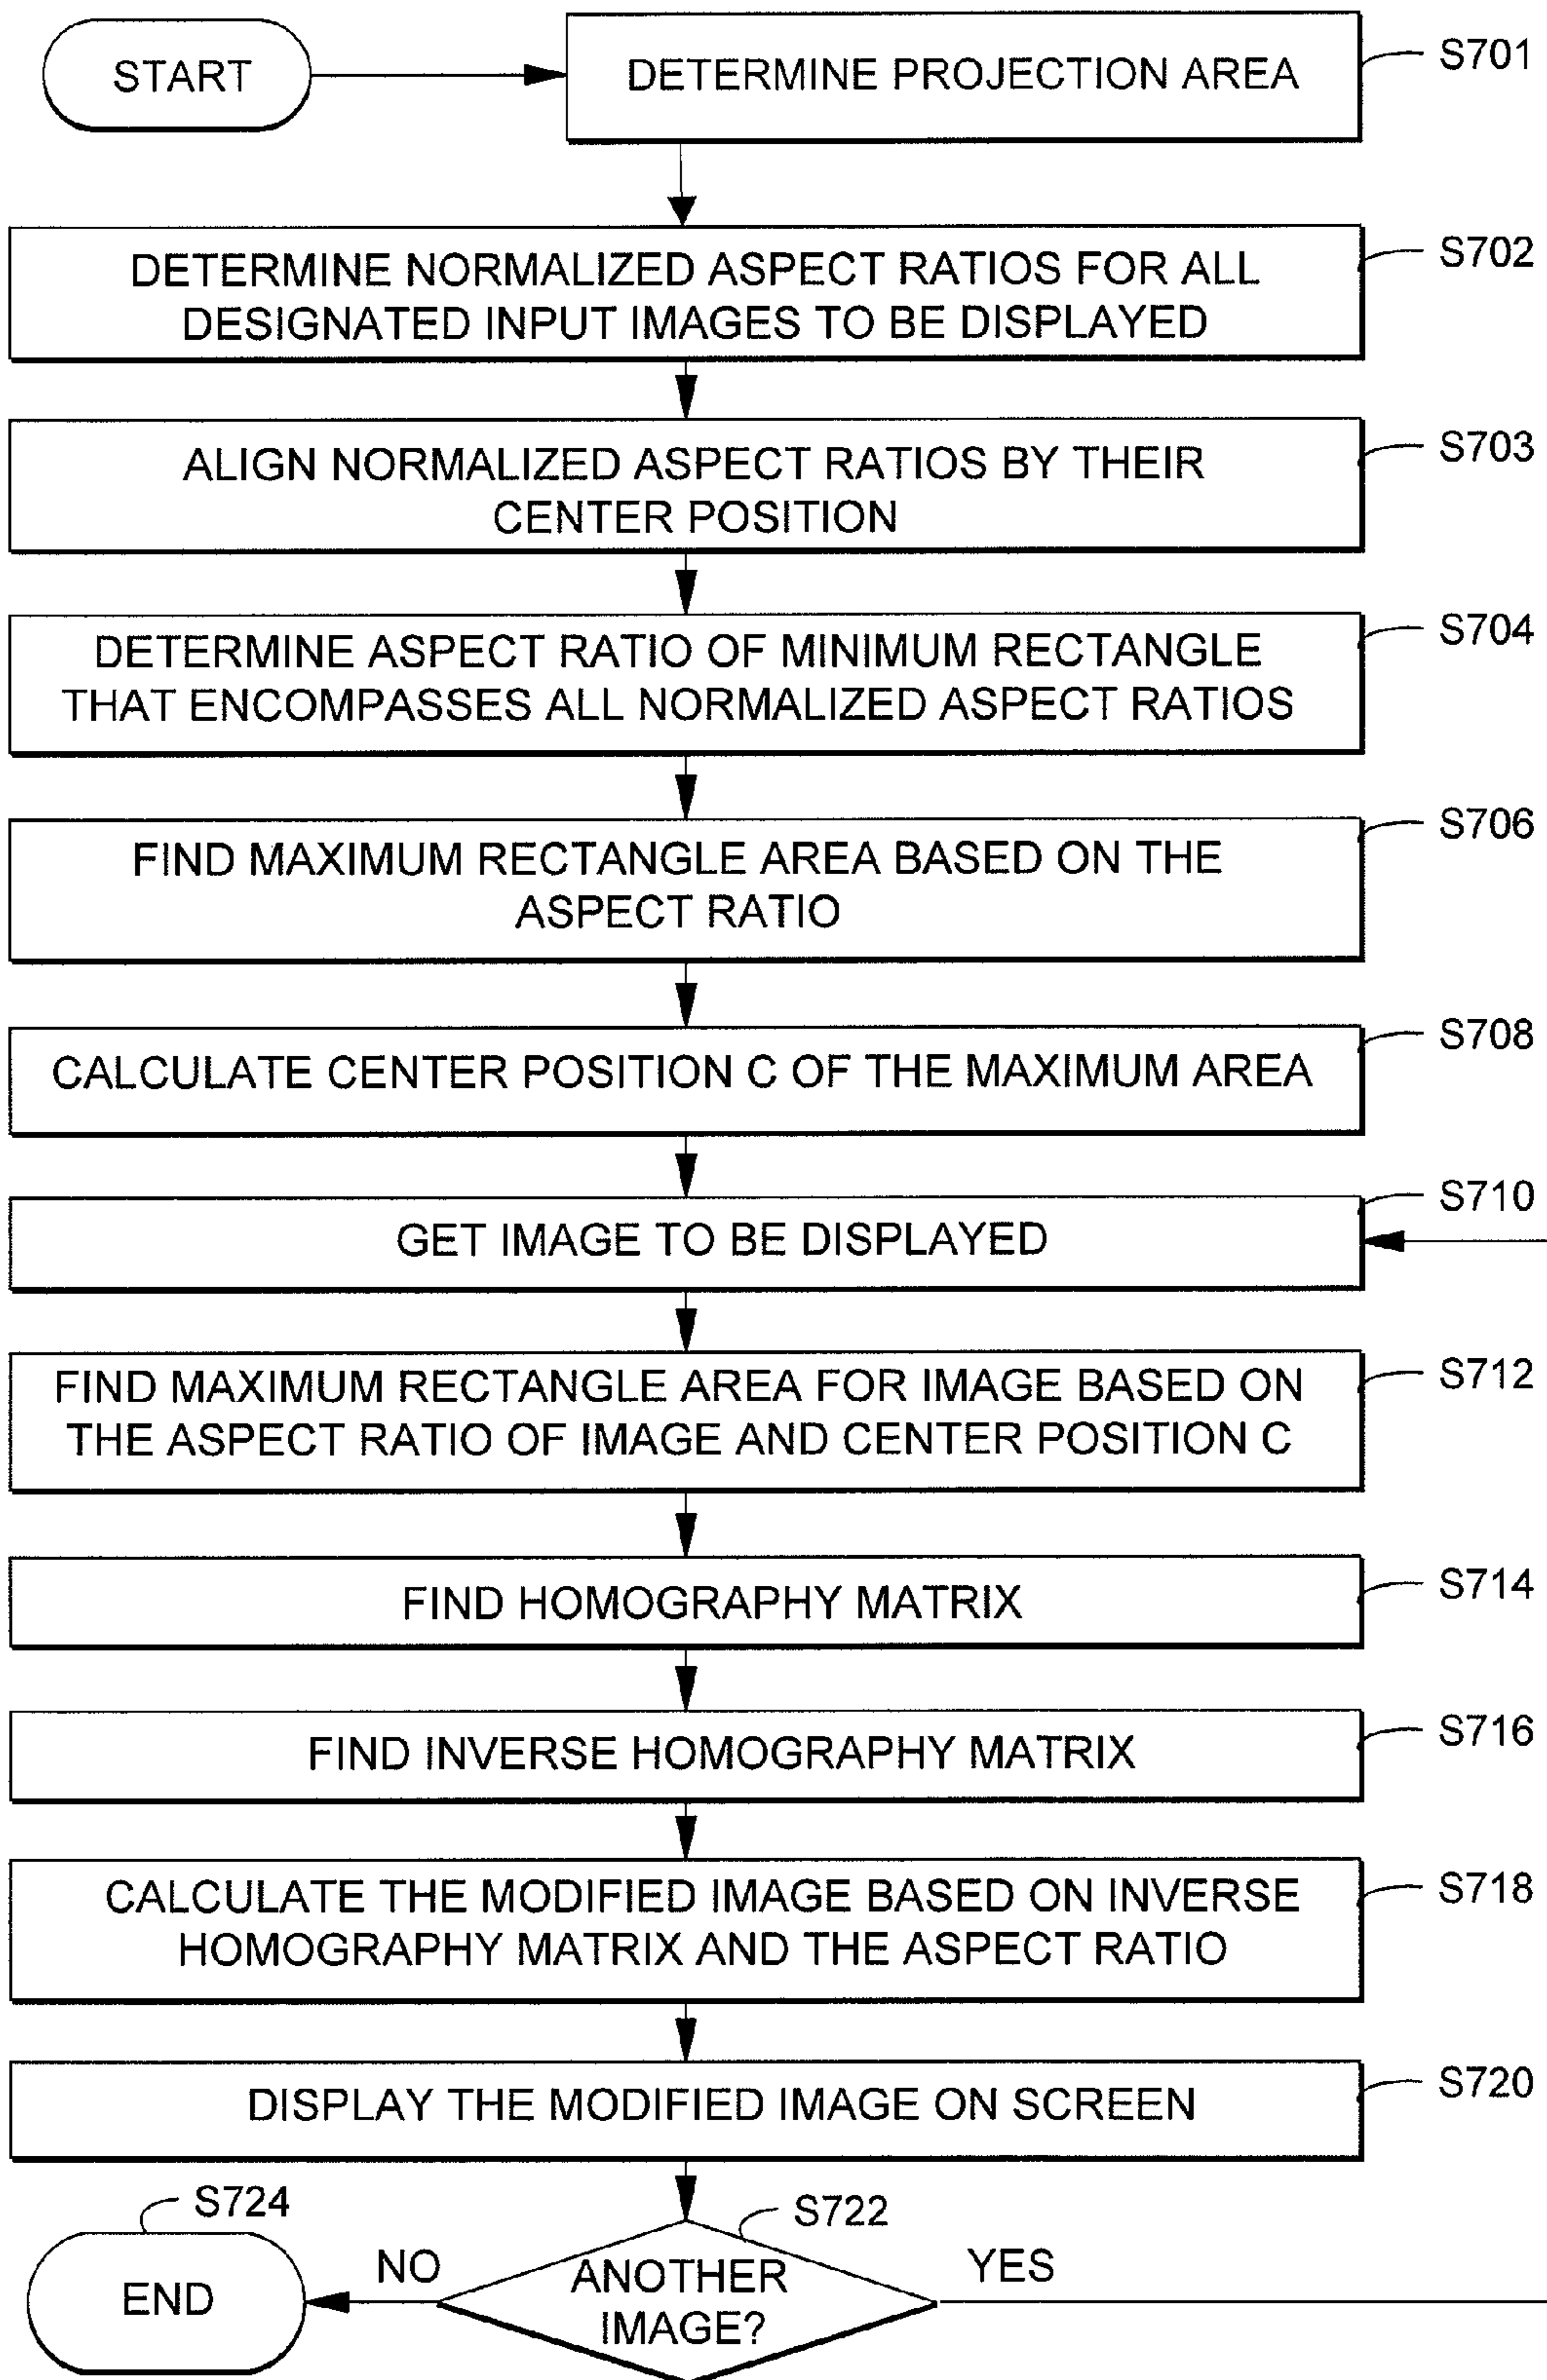 START
DETERMINE PROJECTION AREA
S701
DETERMINE NORMALIZED ASPECT RATIOS FOR ALL
DESIGNATED INPUT IMAGES TO BE DISPLAYED
S702
ALIGN NORMALIZED ASPECT RATIOS BY THEIR
CENTER POSITION
S703
DETERMINE ASPECT RATIO OF MINIMUM RECTANGLE
THAT ENCOMPASSES ALL NORMALIZED ASPECT RATIOS
S704
FIND MAXIMUM RECTANGLE AREA BASED ON THE
ASPECT RATIO
S706
CALCULATE CENTER POSITION C OF THE MAXIMUM AREA
S708
GET IMAGE TO BE DISPLAYED
S710
FIND MAXIMUM RECTANGLE AREA FOR IMAGE BASED ON
THE ASPECT RATIO OF IMAGE AND CENTER POSITION C
S712
FIND HOMOGRAPHY MATRIX
S714
FIND INVERSE HOMOGRAPHY MATRIX
S716
CALCULATE THE MODIFIED IMAGE BASED ON INVERSE
HOMOGRAPHY MATRIX AND THE ASPECT RATIO
S718
DISPLAY THE MODIFIED IMAGE ON SCREEN
S720
S724
END
NO
S722
ANOTHER
IMAGE?
YES